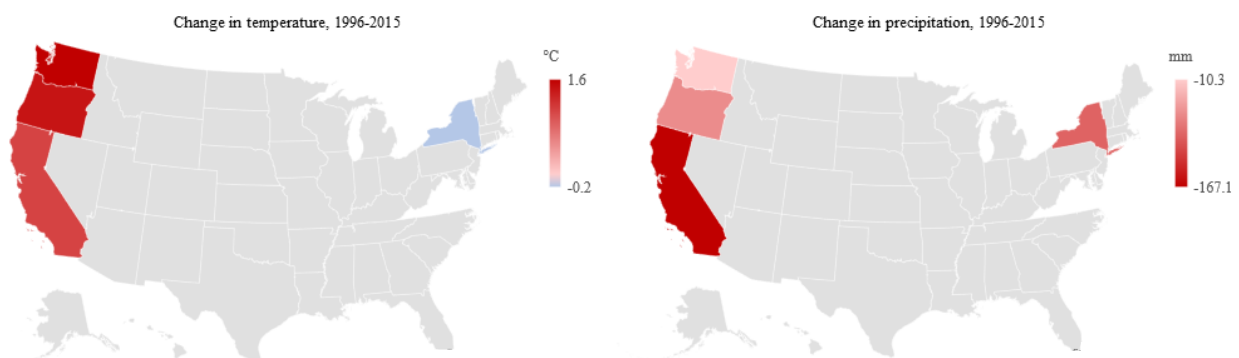 Change in temperature, 1996-2015
°C
1.6
-0.2
Change in precipitation, 1996-2015
mm
-10.3
-167.1